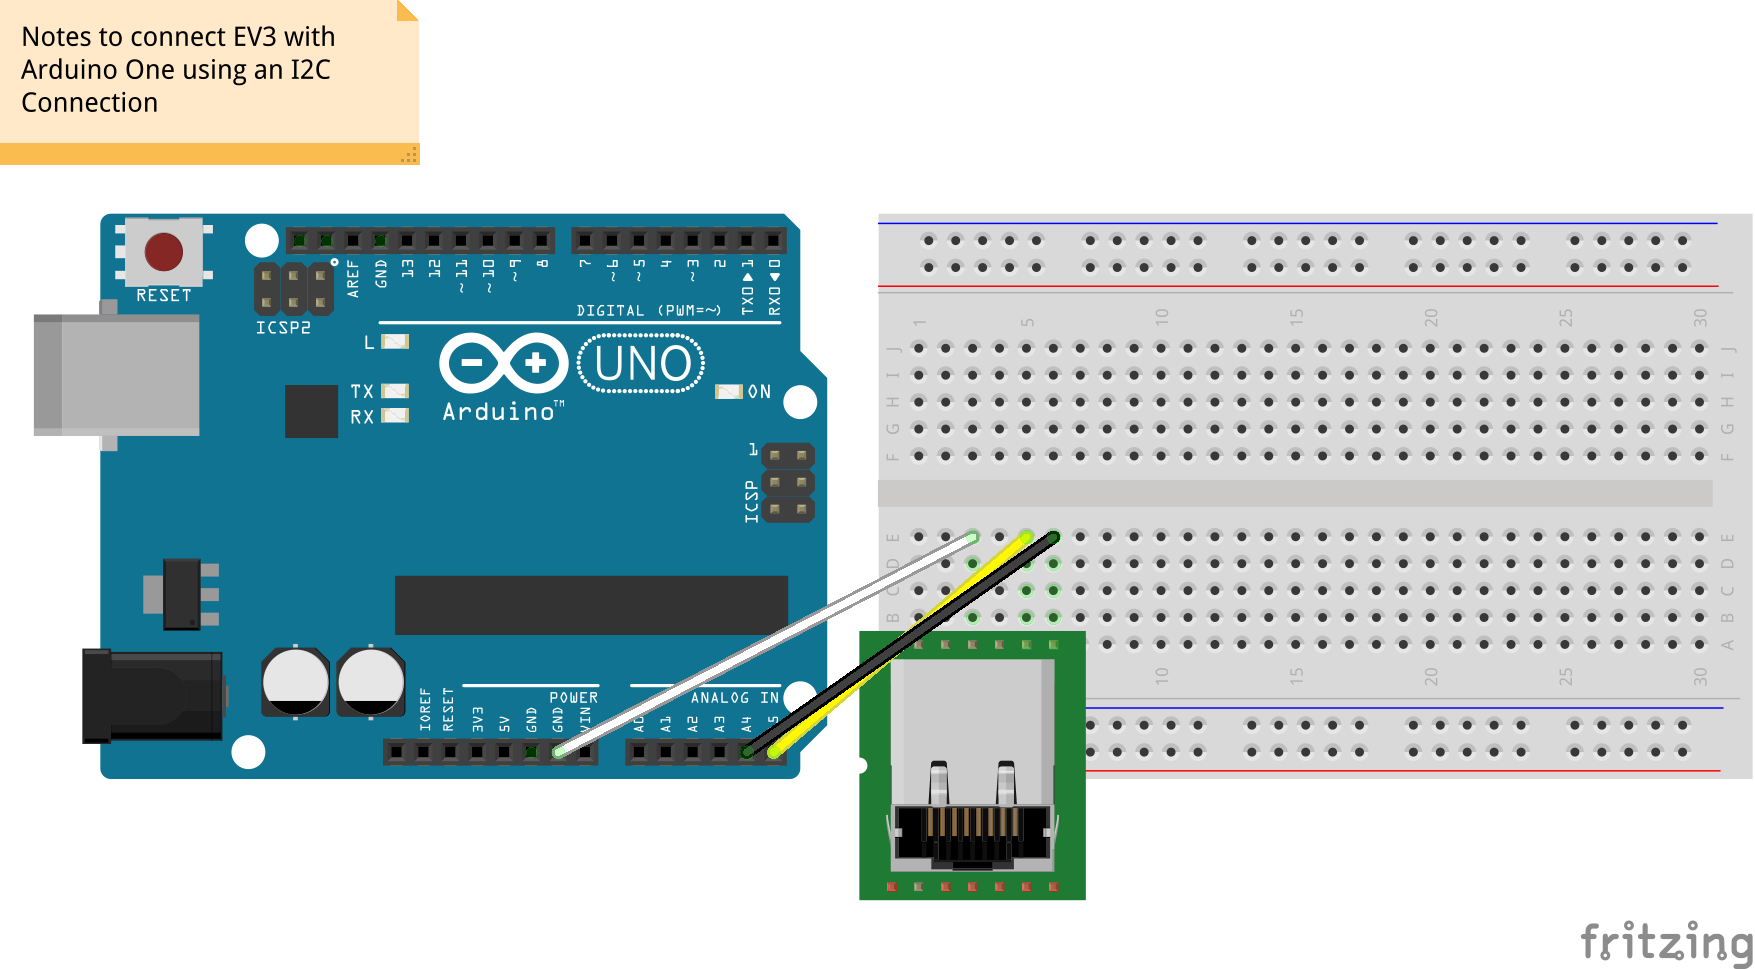 Notes to connect EV3 with
Arduino One using an I2C
Connection
RESET
ICSP2
AREF
GND
13
12
~11
~10
~9
8
7
~6
~5
4
~3
2
TX0▶1
RX0◀0
DIGITAL (PWM=~)
L
TX
RX
UNO
Arduino™
ON
1
ICSP
IOREF
RESET
3V3
5V
GND
GND
VIN
POWER
A0
A1
A2
A3
A4
ANALOG IN
1 5 10 15 20 25 30
J J
I I
H H
G G
F F
E E
D D
C C
B B
A
10 15 20 25 30
fritzing